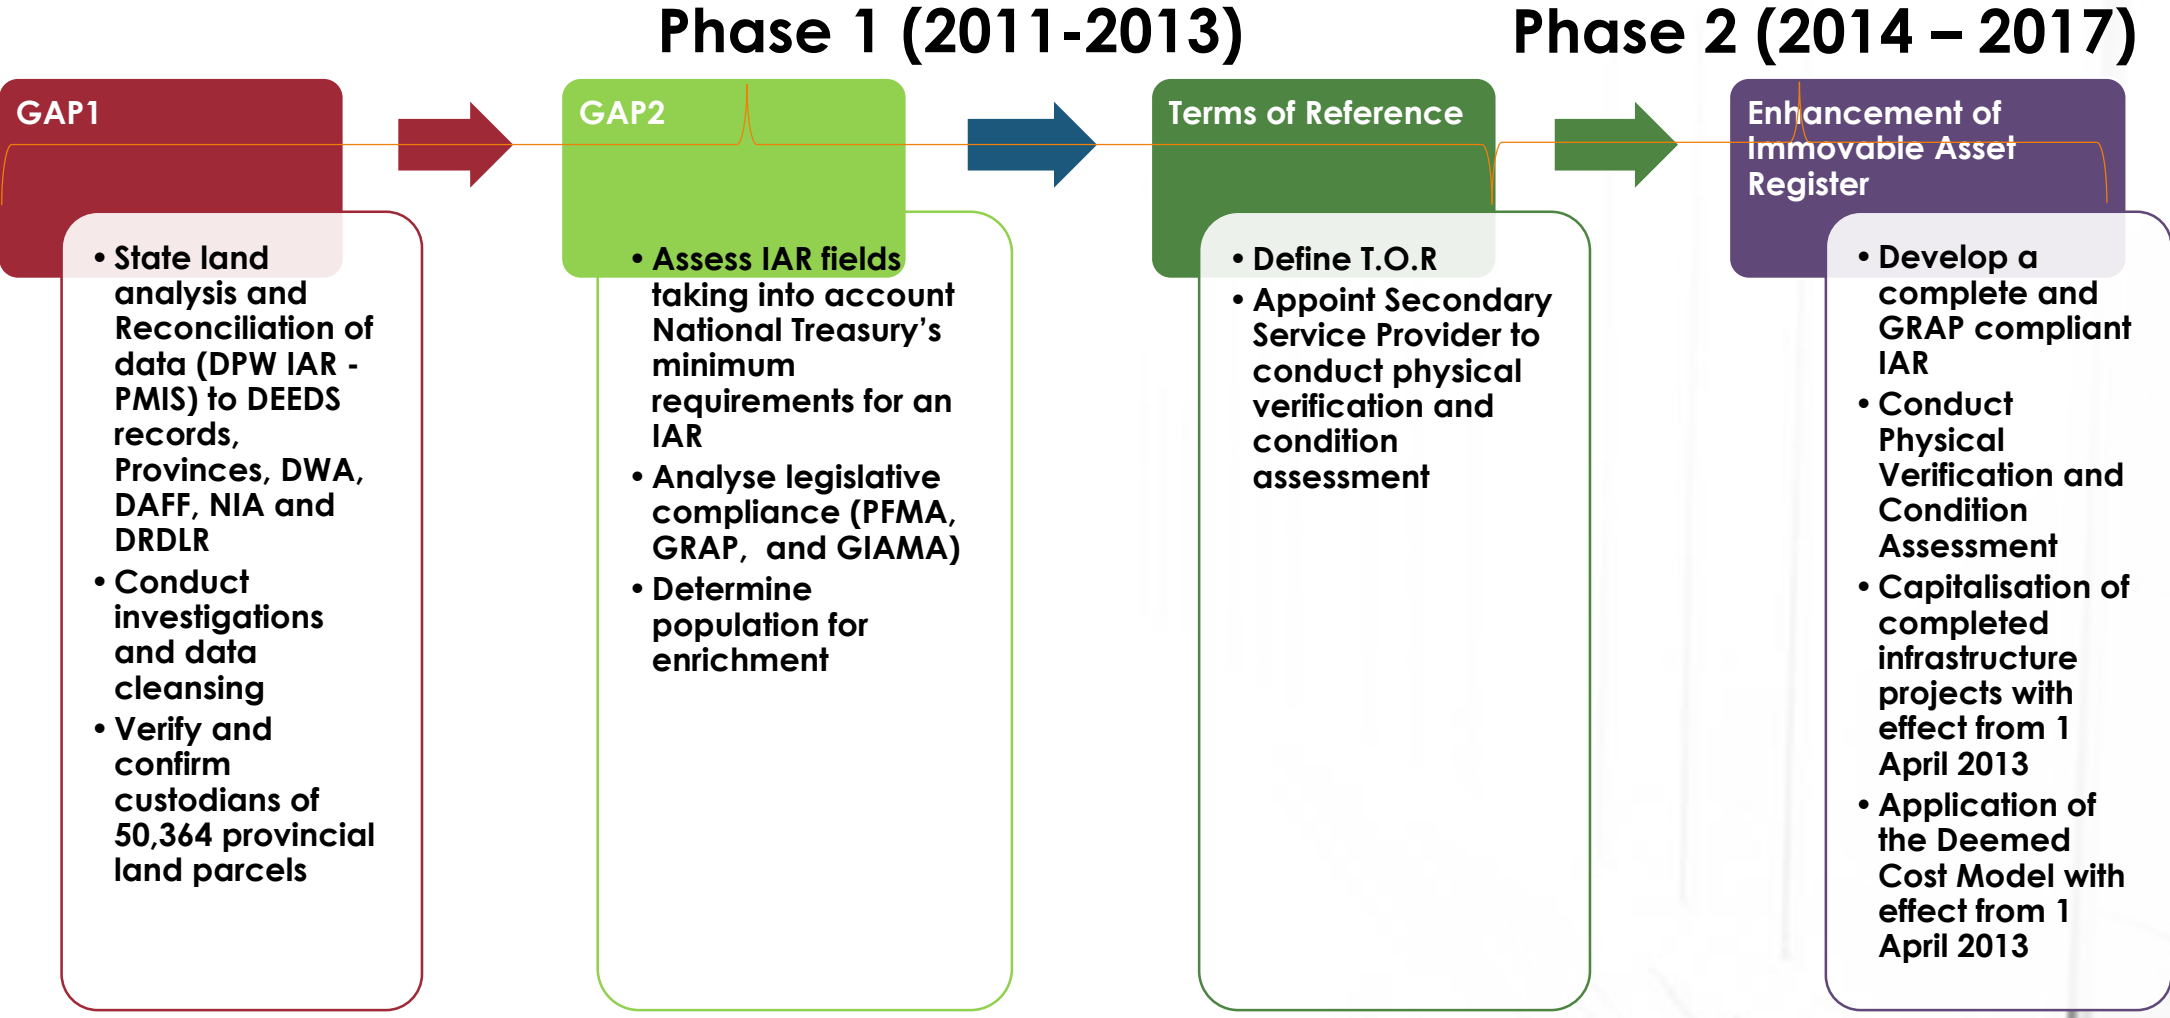 Phase 1 (2011-2013)
Phase 2 (2014 – 2017)
GAP1
• State land
analysis and
Reconciliation of
data (DPW IAR -
PMIS) to DEEDS
records,
Provinces, DWA,
DAFF, NIA and
DRDLR
• Conduct
investigations
and data
cleansing
• Verify and
confirm
custodians of
50,364 provincial
land parcels
GAP2
• Assess IAR fields
taking into account
National Treasury’s
minimum
requirements for an
IAR
• Analyse legislative
compliance (PFMA,
GRAP,  and GIAMA)
• Determine
population for
enrichment
Terms of Reference
• Define T.O.R
• Appoint Secondary
Service Provider to
conduct physical
verification and
condition
assessment
Enhancement of
Immovable Asset
Register
• Develop a
complete and
GRAP compliant
IAR
• Conduct
Physical
Verification and
Condition
Assessment
• Capitalisation of
completed
infrastructure
projects with
effect from 1
April 2013
• Application of
the Deemed
Cost Model with
effect from 1
April 2013